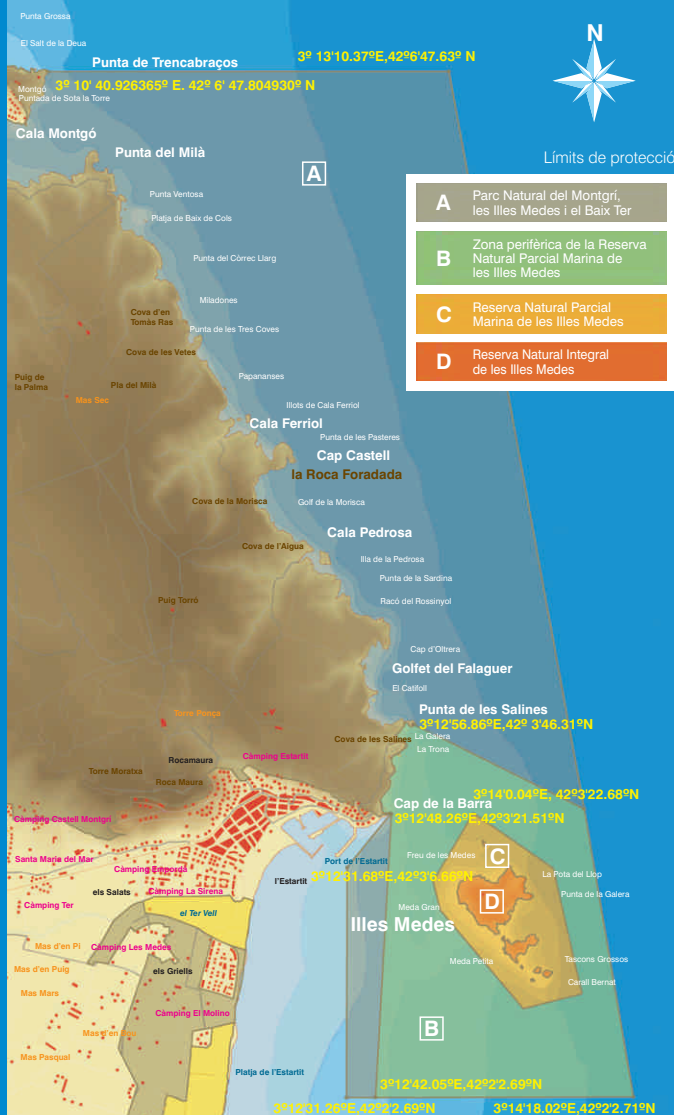 Punta Grossa
El Salt de la Deua
Punta de Trencabraços
3º 13'10.37ºE,42º6'47.63º N
N
Montgó
3º 10' 40.926365º E. 42º 6' 47.804930º N
Puntada de Sota la Torre
Cala Montgó
Punta del Milà
Límits de protecció
A
Punta Ventosa
Platja de Baix de Cols
Punta del Còrrec Llarg
Miladones
Cova d'en
Tomàs Ras
Punta de les Tres Coves
Cova de les Vetes
Puig de
la Palma
Pla del Milà
Papananses
Mas Sec
Illots de Cala Ferriol
Cala Ferriol
Punta de les Pasteres
Cap Castell
la Roca Foradada
Cova de la Morisca
Golf de la Morisca
Cala Pedrosa
Cova de l'Aigua
Illa de la Pedrosa
Punta de la Sardina
Puig Torró
Racó del Rossinyol
Cap d'Oltrera
Golfet del Falaguer
El Catifoll
A
Parc Natural del Montgrí,
les Illes Medes i el Baix Ter
B
Zona perifèrica de la Reserva
Natural Parcial Marina de
les Illes Medes
C
Reserva Natural Parcial
Marina de les Illes Medes
D
Reserva Natural Integral
de les Illes Medes
Punta de les Salines
3º12'56.86ºE,42º 3'46.31ºN
Torre Ponça
Cova de les Salines
La Galera
La Trona
Rocamaura
Càmping Estartit
Torre Moratxa
Roca Maura
3º14'0.04ºE, 42º3'22.68ºN
Cap de la Barra
3º12'48.26ºE,42º3'21.51ºN
Càmping Castell Montgrí
Santa Maria del Mar
Càmping Empordà
Port de l'Estartit
Freu de les Medes
C
l'Estartit
3º12'31.68ºE,42º3'6.66ºN
La Pota del Llop
els Salats
Càmping La Sirena
Càmping Ter
D
Punta de la Galera
el Ter Vell
Meda Gran
Illes Medes
Mas d'en Pi
Càmping Les Medes
Mas d'en Puig
els Griells
Meda Petita
Tascons Grossos
Carall Bernat
Mas Mars
Càmping El Molino
B
Mas Pasqual
Platja de l'Estartit
3º12'42.05ºE,42º2'2.69ºN
3º12'31.26ºE,42º2'2.69ºN
3º14'18.02ºE,42º2'2.71ºN